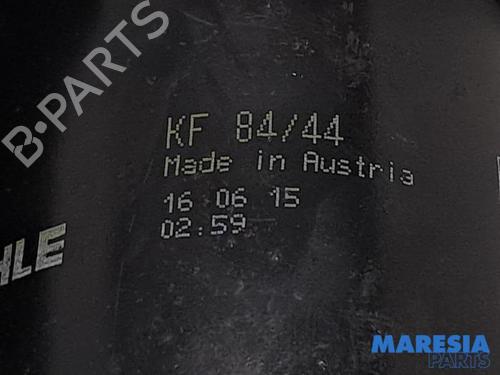 B-PARTS
KF 84/44
Made in Austria
16 06 15
02:59
HLE
MARESIA
PARTS